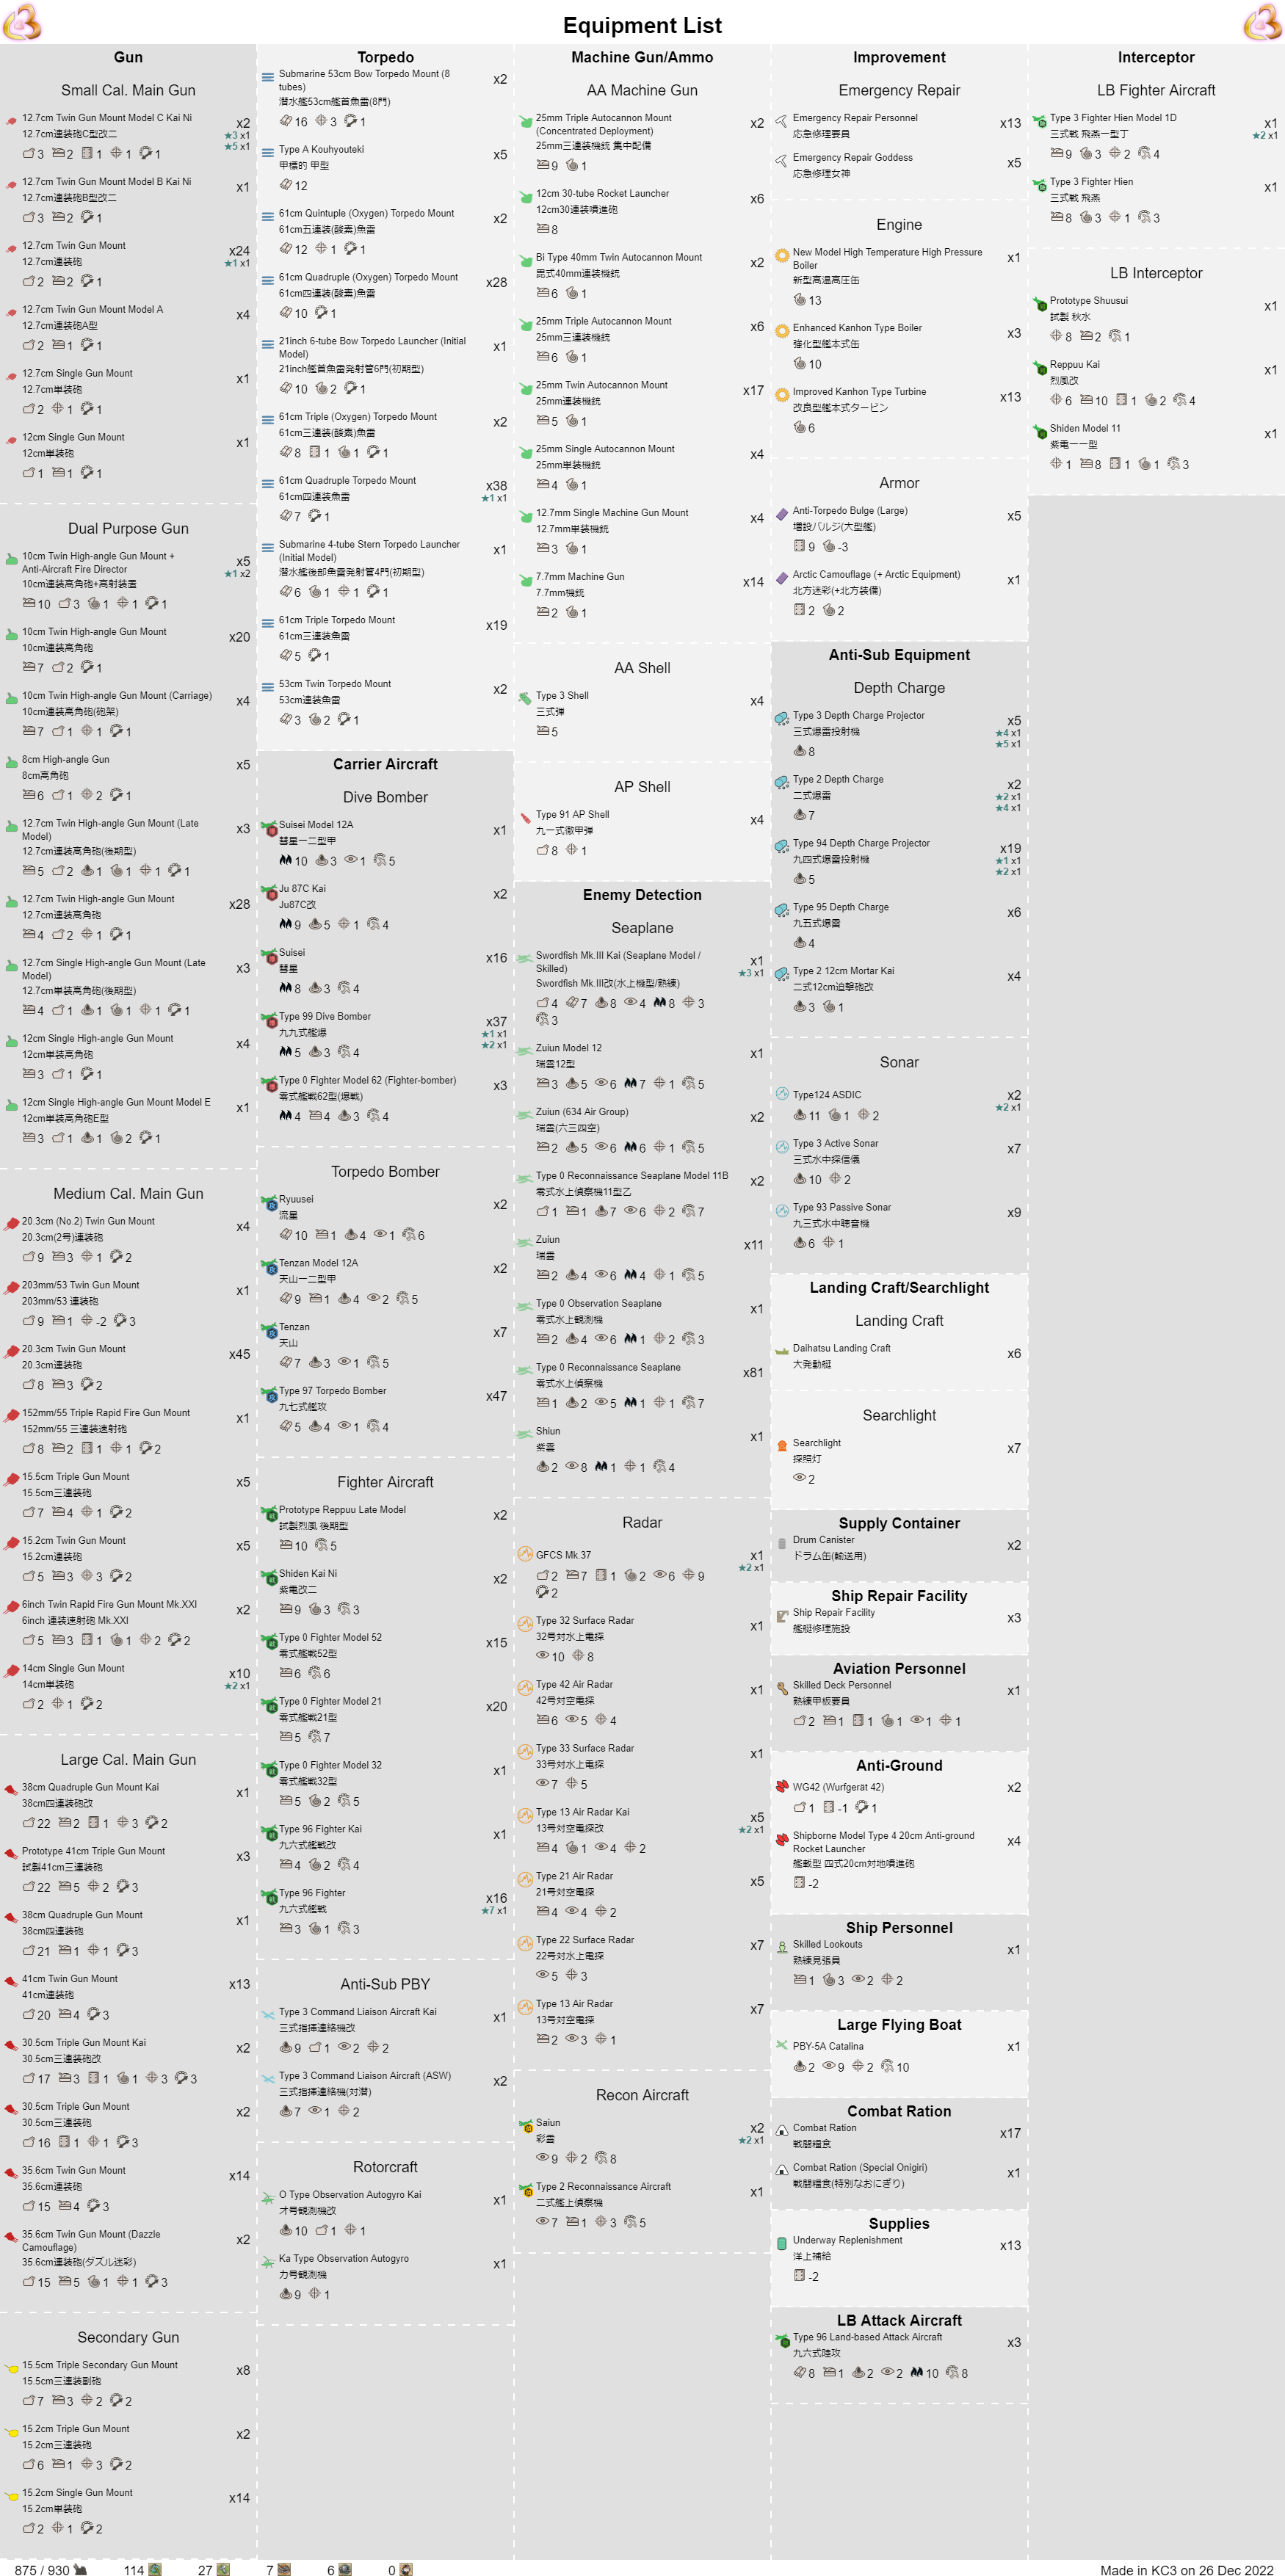 Equipment List
Gun
Small Cal. Main Gun
12.7cm Twin Gun Mount Model C Kai Ni
x2
12.7cm連装砲C型改二
★3 x1
★5 x1
3 2 1 1 1
12.7cm Twin Gun Mount Model B Kai Ni
x1
12.7cm連装砲B型改二
3 2 1
12.7cm Twin Gun Mount
x24
12.7cm連装砲
★1 x1
2 2 1
12.7cm Twin Gun Mount Model A
x4
12.7cm連装砲A型
2 1 1
12.7cm Single Gun Mount
x1
12.7cm単装砲
2 1 1
12cm Single Gun Mount
x1
12cm単装砲
1 1 1
Dual Purpose Gun
10cm Twin High-angle Gun Mount +
Anti-Aircraft Fire Director
x5
10cm連装高角砲+高射装置
★1 x2
10 3 1 1 1
10cm Twin High-angle Gun Mount
x20
10cm連装高角砲
7 2 1
10cm Twin High-angle Gun Mount (Carriage)
x4
10cm連装高角砲(砲架)
7 1 1 1
8cm High-angle Gun
x5
8cm高角砲
6 1 2 1
12.7cm Twin High-angle Gun Mount (Late
Model)
x3
12.7cm連装高角砲(後期型)
5 2 1 1 1 1
12.7cm Twin High-angle Gun Mount
x28
12.7cm連装高角砲
4 2 1 1
12.7cm Single High-angle Gun Mount (Late
Model)
x3
12.7cm単装高角砲(後期型)
4 1 1 1 1 1
12cm Single High-angle Gun Mount
x4
12cm単装高角砲
3 1 1
12cm Single High-angle Gun Mount Model E
x1
12cm単装高角砲E型
3 1 1 2 1
Medium Cal. Main Gun
20.3cm (No.2) Twin Gun Mount
x4
20.3cm(2号)連装砲
9 3 1 2
203mm/53 Twin Gun Mount
x1
203mm/53 連装砲
9 1 -2 3
20.3cm Twin Gun Mount
x45
20.3cm連装砲
8 3 2
152mm/55 Triple Rapid Fire Gun Mount
x1
152mm/55 三連装速射砲
8 2 1 1 2
15.5cm Triple Gun Mount
x5
15.5cm三連装砲
7 4 1 2
15.2cm Twin Gun Mount
x5
15.2cm連装砲
5 3 3 2
6inch Twin Rapid Fire Gun Mount Mk.XXI
x2
6inch 連装速射砲 Mk.XXI
5 3 1 1 2 2
14cm Single Gun Mount
x10
14cm単装砲
★2 x1
2 1 2
Large Cal. Main Gun
38cm Quadruple Gun Mount Kai
x1
38cm四連装砲改
22 2 1 3 2
Prototype 41cm Triple Gun Mount
x3
試製41cm三連装砲
22 5 2 3
38cm Quadruple Gun Mount
x1
38cm四連装砲
21 1 1 3
41cm Twin Gun Mount
x13
41cm連装砲
20 4 3
30.5cm Triple Gun Mount Kai
x2
30.5cm三連装砲改
17 3 1 1 3 3
30.5cm Triple Gun Mount
x2
30.5cm三連装砲
16 1 1 3
35.6cm Twin Gun Mount
x14
35.6cm連装砲
15 4 3
35.6cm Twin Gun Mount (Dazzle
Camouflage)
x2
35.6cm連装砲(ダズル迷彩)
15 5 1 1 3
Secondary Gun
15.5cm Triple Secondary Gun Mount
x8
15.5cm三連装副砲
7 3 2 2
15.2cm Triple Gun Mount
x2
15.2cm三連装砲
6 1 3 2
15.2cm Single Gun Mount
x14
15.2cm単装砲
2 1 2
Torpedo
Submarine 53cm Bow Torpedo Mount (8
tubes)
x2
潜水艦53cm艦首魚雷(8門)
16 3 1
Type A Kouhyouteki
x5
甲標的 甲型
12
61cm Quintuple (Oxygen) Torpedo Mount
x2
61cm五連装(酸素)魚雷
12 1 1
61cm Quadruple (Oxygen) Torpedo Mount
x28
61cm四連装(酸素)魚雷
10 1
21inch 6-tube Bow Torpedo Launcher (Initial
Model)
x1
21inch艦首魚雷発射管6門(初期型)
10 2 1
61cm Triple (Oxygen) Torpedo Mount
x2
61cm三連装(酸素)魚雷
8 1 1 1
61cm Quadruple Torpedo Mount
x38
61cm四連装魚雷
★1 x1
7 1
Submarine 4-tube Stern Torpedo Launcher
(Initial Model)
x1
潜水艦後部魚雷発射管4門(初期型)
6 1 1 1
61cm Triple Torpedo Mount
x19
61cm三連装魚雷
5 1
53cm Twin Torpedo Mount
x2
53cm連装魚雷
3 2 1
Carrier Aircraft
Dive Bomber
Suisei Model 12A
x1
彗星一二型甲
10 3 1 5
Ju 87C Kai
x2
Ju87C改
9 5 1 4
Suisei
x16
彗星
8 3 4
Type 99 Dive Bomber
x37
九九式艦爆
★1 x1
★2 x1
5 3 4
Type 0 Fighter Model 62 (Fighter-bomber)
x3
零式艦戦62型(爆戦)
4 4 3 4
Torpedo Bomber
Ryuusei
x2
流星
10 1 4 1 6
Tenzan Model 12A
x2
天山一二型甲
9 1 4 2 5
Tenzan
x7
天山
7 3 1 5
Type 97 Torpedo Bomber
x47
九七式艦攻
5 4 1 4
Fighter Aircraft
Prototype Reppuu Late Model
x2
試製烈風 後期型
10 5
Shiden Kai Ni
x2
紫電改二
9 3 3
Type 0 Fighter Model 52
x15
零式艦戦52型
6 6
Type 0 Fighter Model 21
x20
零式艦戦21型
5 7
Type 0 Fighter Model 32
x1
零式艦戦32型
5 2 5
Type 96 Fighter Kai
x1
九六式艦戦改
4 2 4
Type 96 Fighter
x16
九六式艦戦
★7 x1
3 1 3
Anti-Sub PBY
Type 3 Command Liaison Aircraft Kai
x1
三式指揮連絡機改
9 1 2 2
Type 3 Command Liaison Aircraft (ASW)
x2
三式指揮連絡機(対潜)
7 1 2
Rotorcraft
O Type Observation Autogyro Kai
x1
オ号観測機改
10 1 1
Ka Type Observation Autogyro
x1
カ号観測機
9 1
Machine Gun/Ammo
AA Machine Gun
25mm Triple Autocannon Mount
(Concentrated Deployment)
x2
25mm三連装機銃 集中配備
9 1
12cm 30-tube Rocket Launcher
x6
12cm30連装噴進砲
8
Bi Type 40mm Twin Autocannon Mount
x2
毘式40mm連装機銃
6 1
25mm Triple Autocannon Mount
x6
25mm三連装機銃
6 1
25mm Twin Autocannon Mount
x17
25mm連装機銃
5 1
25mm Single Autocannon Mount
x4
25mm単装機銃
4 1
12.7mm Single Machine Gun Mount
x4
12.7mm単装機銃
3 1
7.7mm Machine Gun
x14
7.7mm機銃
2 1
AA Shell
Type 3 Shell
x4
三式弾
5
AP Shell
Type 91 AP Shell
x4
九一式徹甲弾
8 1
Enemy Detection
Seaplane
Swordfish Mk.III Kai (Seaplane Model /
Skilled)
x1
★3 x1
Swordfish Mk.III改(水上機型/熟練)
4 7 8 4 8 3
3
Zuiun Model 12
x1
瑞雲12型
3 5 6 7 1 5
Zuiun (634 Air Group)
x2
瑞雲(六三四空)
2 5 6 6 1 5
Type 0 Reconnaissance Seaplane Model 11B
x2
零式水上偵察機11型乙
1 1 7 6 2 7
Zuiun
x11
瑞雲
2 4 6 4 1 5
Type 0 Observation Seaplane
x1
零式水上観測機
2 4 6 1 2 3
Type 0 Reconnaissance Seaplane
x81
零式水上偵察機
1 2 5 1 1 7
Shiun
x1
紫雲
2 8 1 1 4
Radar
GFCS Mk.37
x1
★2 x1
2 7 1 2 6 9
2
Type 32 Surface Radar
x1
32号対水上電探
10 8
Type 42 Air Radar
x1
42号対空電探
6 5 4
Type 33 Surface Radar
x1
33号対水上電探
7 5
Type 13 Air Radar Kai
x5
13号対空電探改
★2 x1
4 1 4 2
Type 21 Air Radar
x5
21号対空電探
4 4 2
Type 22 Surface Radar
x7
22号対水上電探
5 3
Type 13 Air Radar
x7
13号対空電探
2 3 1
Recon Aircraft
Saiun
x2
彩雲
★2 x1
9 2 8
Type 2 Reconnaissance Aircraft
x1
二式艦上偵察機
7 1 3 5
Improvement
Emergency Repair
Emergency Repair Personnel
x13
応急修理要員
Emergency Repair Goddess
x5
応急修理女神
Engine
New Model High Temperature High Pressure
Boiler
x1
新型高温高圧缶
13
Enhanced Kanhon Type Boiler
x3
強化型艦本式缶
10
Improved Kanhon Type Turbine
x13
改良型艦本式タービン
6
Armor
Anti-Torpedo Bulge (Large)
x5
増設バルジ(大型艦)
9 -3
Arctic Camouflage (+ Arctic Equipment)
x1
北方迷彩(+北方装備)
2 2
Anti-Sub Equipment
Depth Charge
Type 3 Depth Charge Projector
x5
三式爆雷投射機
★4 x1
★5 x1
8
Type 2 Depth Charge
x2
二式爆雷
★2 x1
★4 x1
7
Type 94 Depth Charge Projector
x19
九四式爆雷投射機
★1 x1
★2 x1
5
Type 95 Depth Charge
x6
九五式爆雷
4
Type 2 12cm Mortar Kai
x4
二式12cm迫撃砲改
3 1
Sonar
Type124 ASDIC
x2
★2 x1
11 1 2
Type 3 Active Sonar
x7
三式水中探信儀
10 2
Type 93 Passive Sonar
x9
九三式水中聴音機
6 1
Landing Craft/Searchlight
Landing Craft
Daihatsu Landing Craft
x6
大発動艇
Searchlight
Searchlight
x7
探照灯
2
Supply Container
Drum Canister
x2
ドラム缶(輸送用)
Ship Repair Facility
Ship Repair Facility
x3
艦艇修理施設
Aviation Personnel
Skilled Deck Personnel
x1
熟練甲板要員
2 1 1 1 1 1
Anti-Ground
WG42 (Wurfgerät 42)
x2
1 -1 1
Shipborne Model Type 4 20cm Anti-ground
Rocket Launcher
x4
艦載型 四式20cm対地噴進砲
-2
Ship Personnel
Skilled Lookouts
x1
熟練見張員
1 3 2 2
Large Flying Boat
PBY-5A Catalina
x1
2 9 2 10
Combat Ration
Combat Ration
x17
戦闘糧食
Combat Ration (Special Onigiri)
x1
戦闘糧食(特別なおにぎり)
Supplies
Underway Replenishment
x13
洋上補給
-2
LB Attack Aircraft
Type 96 Land-based Attack Aircraft
x3
九六式陸攻
8 1 2 2 10 8
Interceptor
LB Fighter Aircraft
Type 3 Fighter Hien Model 1D
x1
三式戦 飛燕一型丁
★2 x1
9 3 2 4
Type 3 Fighter Hien
x1
三式戦 飛燕
8 3 1 3
LB Interceptor
Prototype Shuusui
x1
試製 秋水
8 2 1
Reppuu Kai
x1
烈風改
6 10 1 2 4
Shiden Model 11
x1
紫電一一型
1 8 1 1 3
875 / 930 114 27 7 6 0
Made in KC3 on 26 Dec 2022